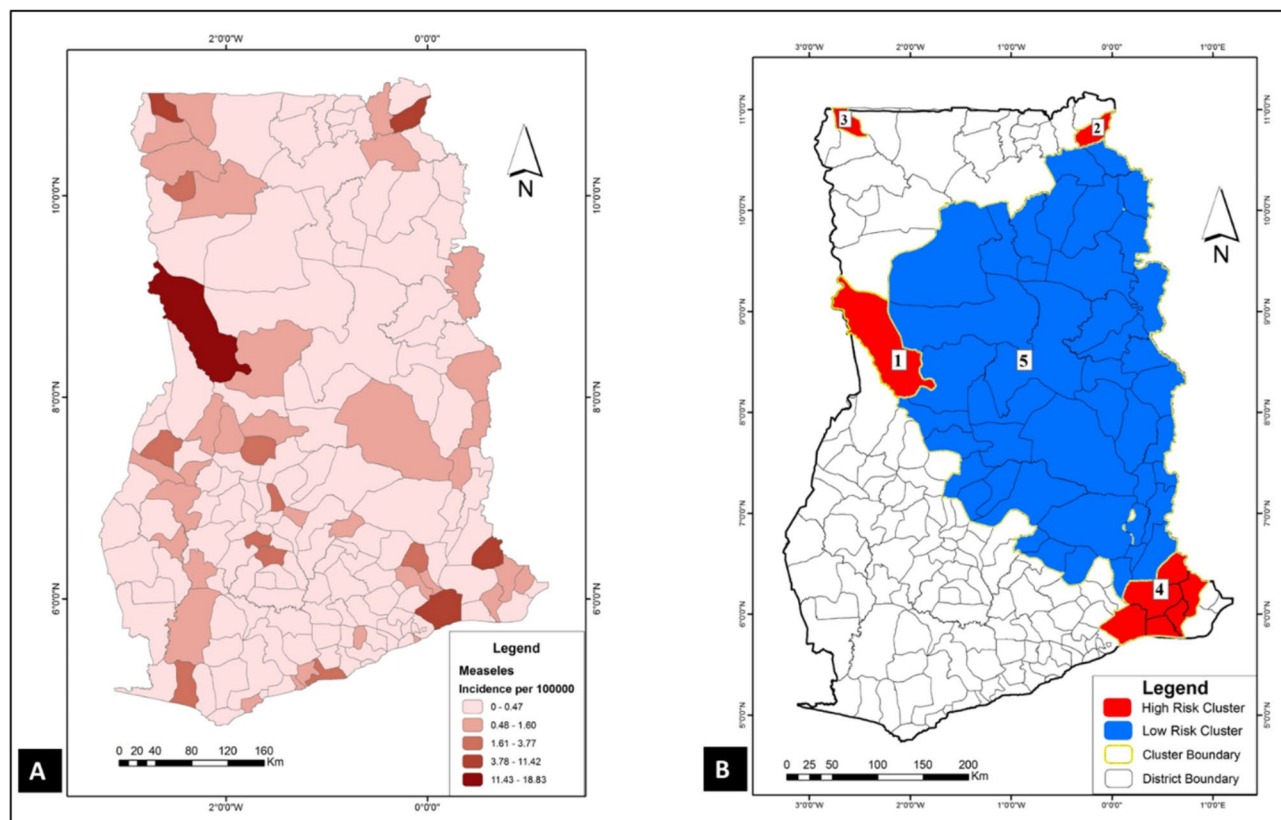 2°0'0"W 0°0'0"
10°0'0"N
8°0'0"N
6°0'0"N
10°0'0"N
8°0'0"N
6°0'0"N
N
Legend
Measeles
Incidence per 100000
0 - 0.47
0.48 - 1.60
1.61 - 3.77
3.78 - 11.42
11.43 - 18.83
A
0 20 40 80 120 160
Km
2°0'0"W 0°0'0"
3°0'0"W 2°0'0"W 1°0'0"W 0°0'0" 1°0'0"E
11°0'0"N
10°0'0"N
9°0'0"N
8°0'0"N
7°0'0"N
6°0'0"N
5°0'0"N
11°0'0"N
10°0'0"N
9°0'0"N
8°0'0"N
7°0'0"N
6°0'0"N
5°0'0"N
3
2
1
5
4
N
Legend
High Risk Cluster
Low Risk Cluster
Cluster Boundary
District Boundary
B
0 25 50 100 150 200
Km
3°0'0"W 2°0'0"W 1°0'0"W 0°0'0" 1°0'0"E